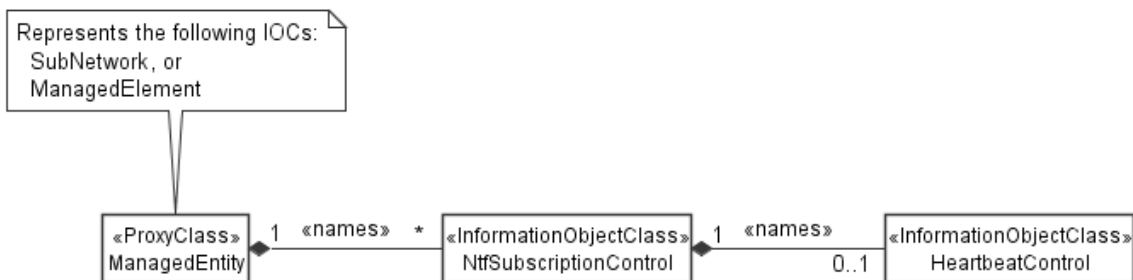 Represents the following IOCs:
SubNetwork, or
ManagedElement
«ProxyClass»
ManagedEntity
1 «names» *
«InformationObjectClass»
NtfSubscriptionControl
1 «names»
0..1
«InformationObjectClass»
HeartbeatControl